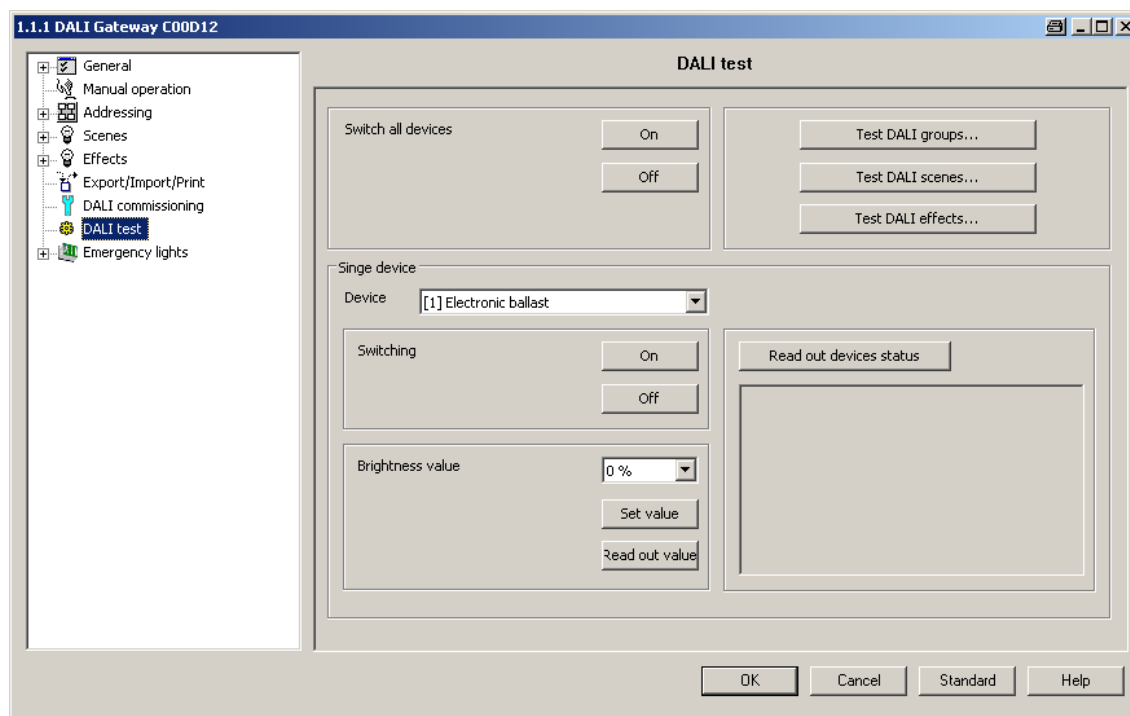 1.1.1 DALI Gateway C00D12
General
Manual operation
Addressing
Scenes
Effects
Export/Import/Print
DALI commissioning
DALI test
Emergency lights
DALI test
Switch all devices
On
Off
Test DALI groups...
Test DALI scenes...
Test DALI effects...
Singe device
Device
[1] Electronic ballast
Switching
On
Off
Read out devices status
Brightness value
0 %
Set value
Read out value
OK
Cancel
Standard
Help